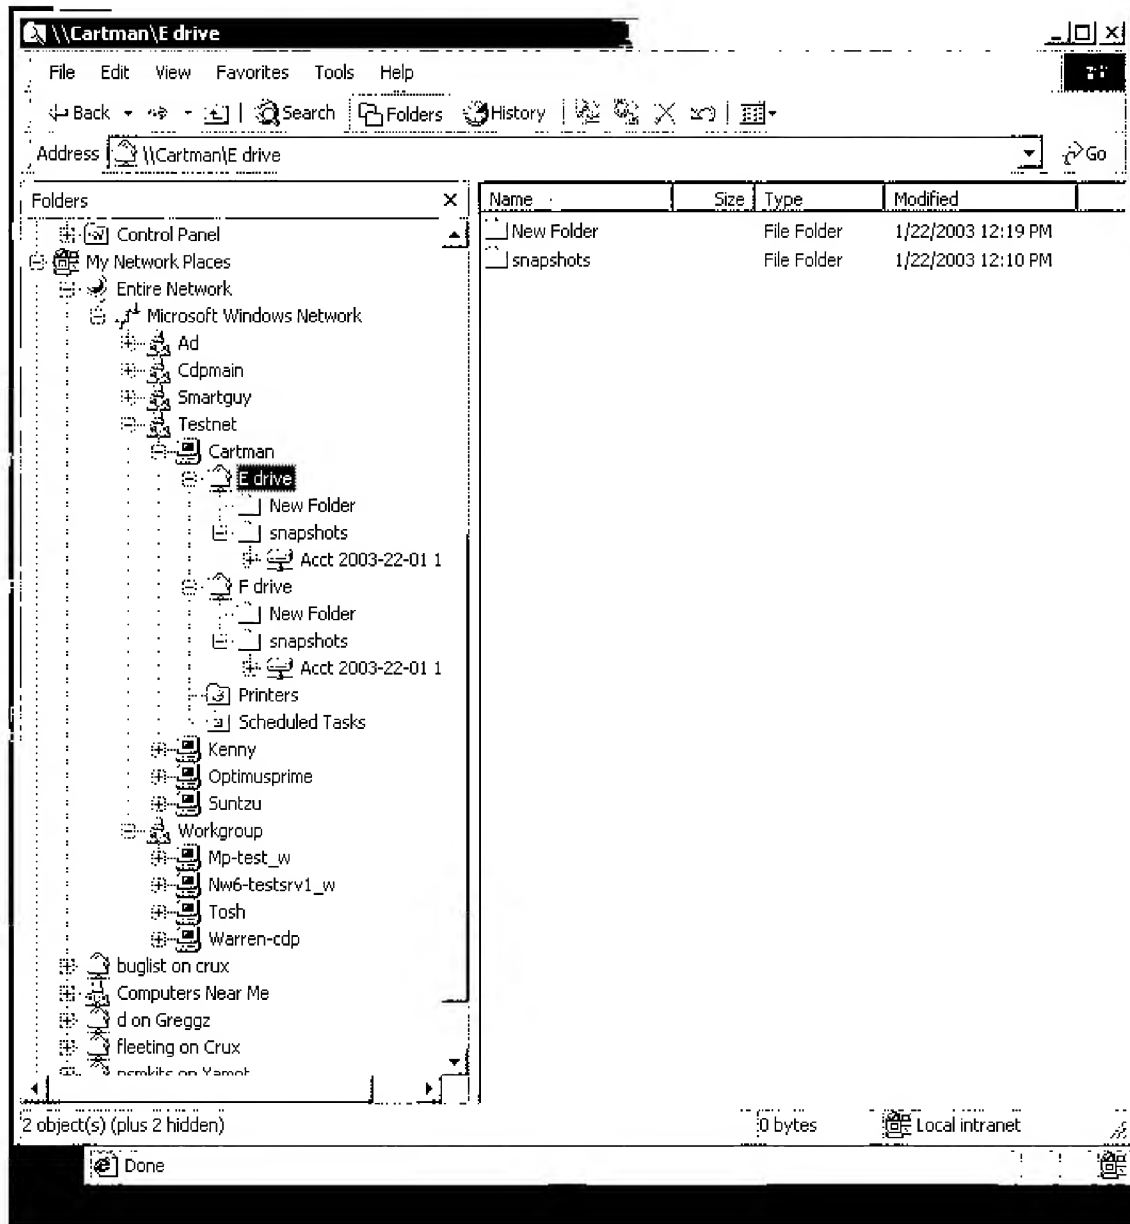 \\Cartman\E drive
File Edit View Favorites Tools Help
Back Search Folders History
Address \\Cartman\E drive Go
Folders
Name Size Type Modified
Control Panel
New Folder File Folder 1/22/2003 12:19 PM
My Network Places
snapshots File Folder 1/22/2003 12:10 PM
Entire Network
Microsoft Windows Network
Ad
Cdpmain
Smartguy
Testnet
Cartman
E drive
New Folder
snapshots
Acct 2003-22-01 1
F drive
New Folder
snapshots
Acct 2003-22-01 1
Printers
Scheduled Tasks
Kenny
Optimusprime
Suntzu
Workgroup
Mp-test_w
Nw6-testsrv1_w
Tosh
Warren-cdp
buglist on crux
Computers Near Me
d on Greggz
fleeting on Crux
2 object(s) (plus 2 hidden) 0 bytes Local intranet
Done